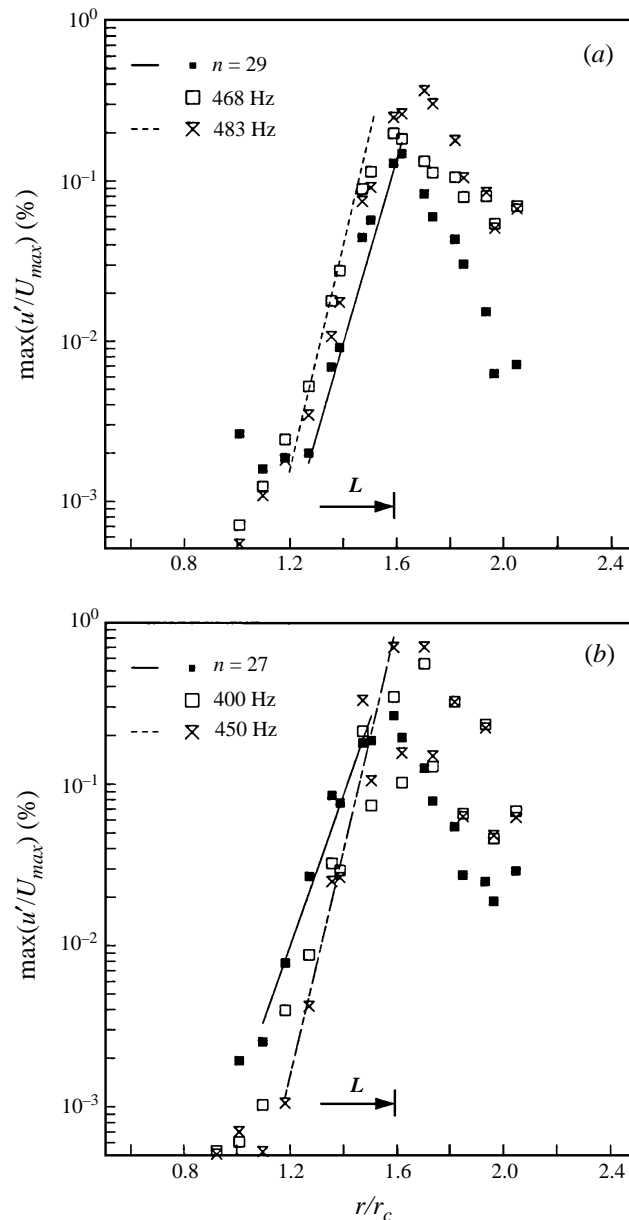 10^0
(a)
n = 29
468 Hz
483 Hz
10^-1
max(u′/U_max) (%)
10^-2
10^-3
L
0.8 1.2 1.6 2.0 2.4
10^0
(b)
n = 27
400 Hz
450 Hz
10^-1
max(u′/U_max) (%)
10^-2
10^-3
L
0.8 1.2 1.6 2.0 2.4
r/r_c